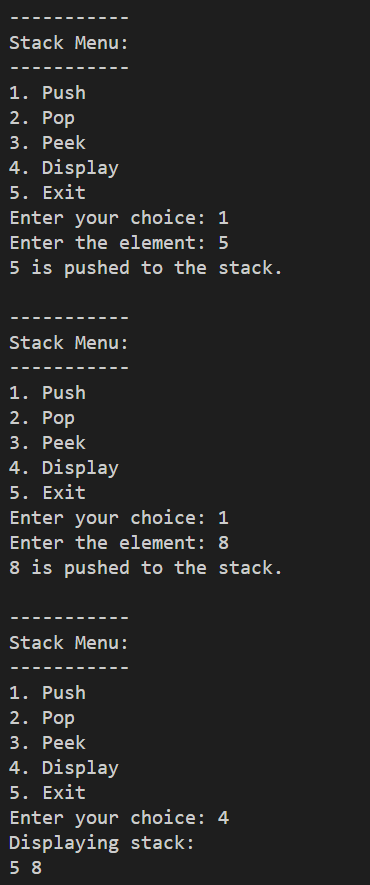 -----------
Stack Menu:
-----------
1. Push
2. Pop
3. Peek
4. Display
5. Exit
Enter your choice: 1
Enter the element: 5
5 is pushed to the stack.

-----------
Stack Menu:
-----------
1. Push
2. Pop
3. Peek
4. Display
5. Exit
Enter your choice: 1
Enter the element: 8
8 is pushed to the stack.

-----------
Stack Menu:
-----------
1. Push
2. Pop
3. Peek
4. Display
5. Exit
Enter your choice: 4
Displaying stack:
5 8